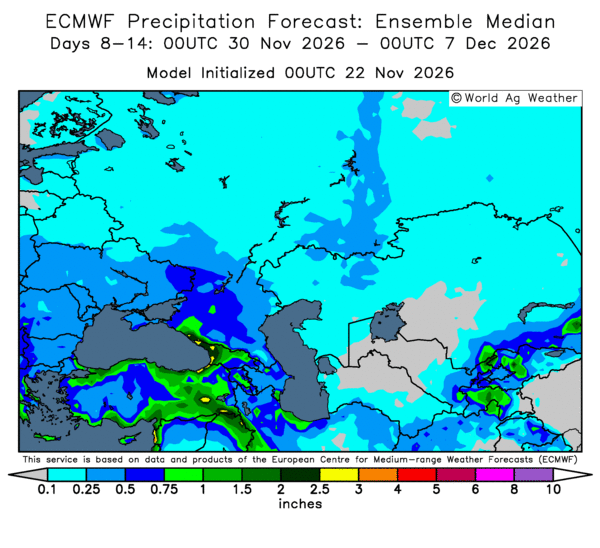 ECMWF Precipitation Forecast: Ensemble Median
Days 8-14: 00UTC 30 Nov 2026 - 00UTC 7 Dec 2026
Model Initialized 00UTC 22 Nov 2026
©World Ag Weather
This service is based on data and products of the European Centre for Medium-range Weather Forecasts (ECMWF)
0.1 0.25 0.5 0.75 1 1.5 2 2.5 3 4 5 6 8 10
inches